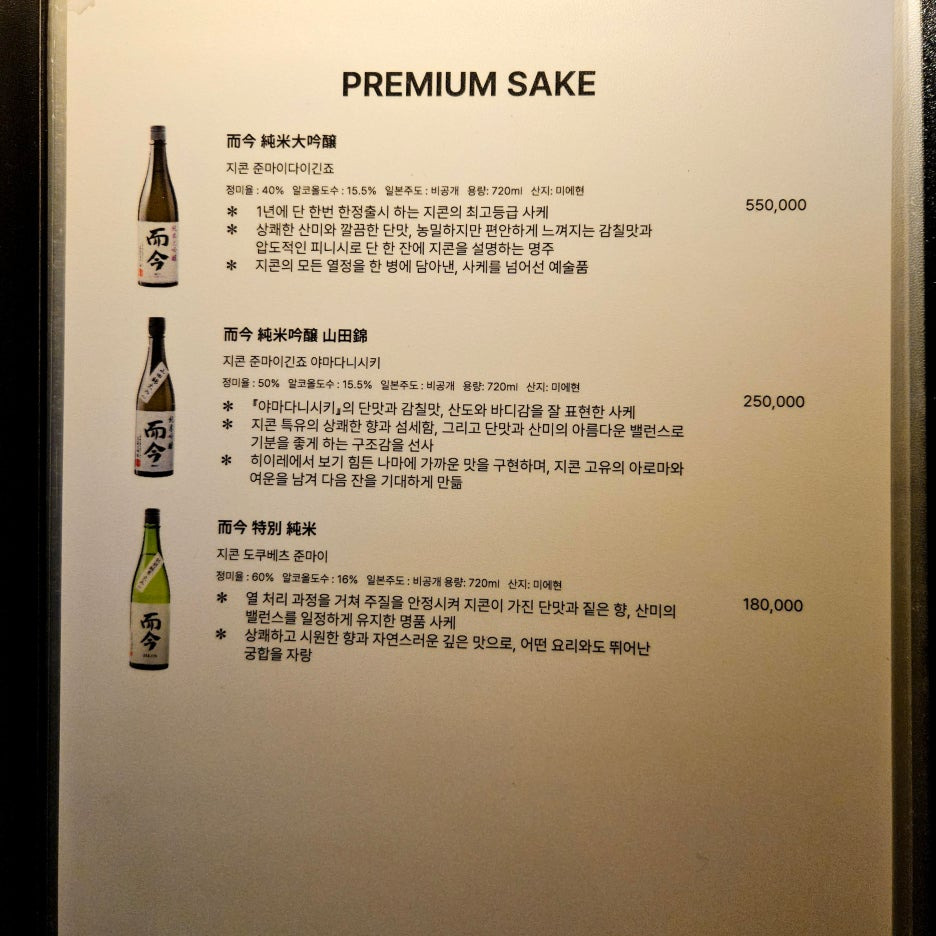 PREMIUM SAKE
而今 純米大吟醸
지콘 준마이다이긴죠
정미율 : 40% 알코올도수 : 15.5% 일본주도 : 비공개 용량: 720ml 산지: 미에현
550,000
✻ 1년에 단 한번 한정출시 하는 지콘의 최고등급 사케
✻ 상쾌한 산미와 깔끔한 단맛, 농밀하지만 편안하게 느껴지는 감칠맛과
압도적인 피니시로 단 한 잔에 지콘을 설명하는 명주
✻ 지콘의 모든 열정을 한 병에 담아낸, 사케를 넘어선 예술품
而今
而今 純米吟醸 山田錦
지콘 준마이긴죠 야마다니시키
정미율 : 50% 알코올도수 : 15.5% 일본주도 : 비공개 용량: 720ml 산지: 미에현
250,000
✻ 『야마다니시키』의 단맛과 감칠맛, 산도와 바디감을 잘 표현한 사케
✻ 지콘 특유의 상쾌한 향과 섬세함, 그리고 단맛과 산미의 아름다운 밸런스로
기분을 좋게 하는 구조감을 선사
✻ 히이레에서 보기 힘든 나마에 가까운 맛을 구현하며, 지콘 고유의 아로마와
여운을 남겨 다음 잔을 기대하게 만듦
而今
而今 特別 純米
지콘 도쿠베츠 준마이
정미율 : 60% 알코올도수 : 16% 일본주도 : 비공개 용량: 720ml 산지: 미에현
180,000
✻ 열 처리 과정을 거쳐 주질을 안정시켜 지콘이 가진 단맛과 짙은 향, 산미의
밸런스를 일정하게 유지한 명품 사케
✻ 상쾌하고 시원한 향과 자연스러운 깊은 맛으로, 어떤 요리와도 뛰어난
궁합을 자랑
而今